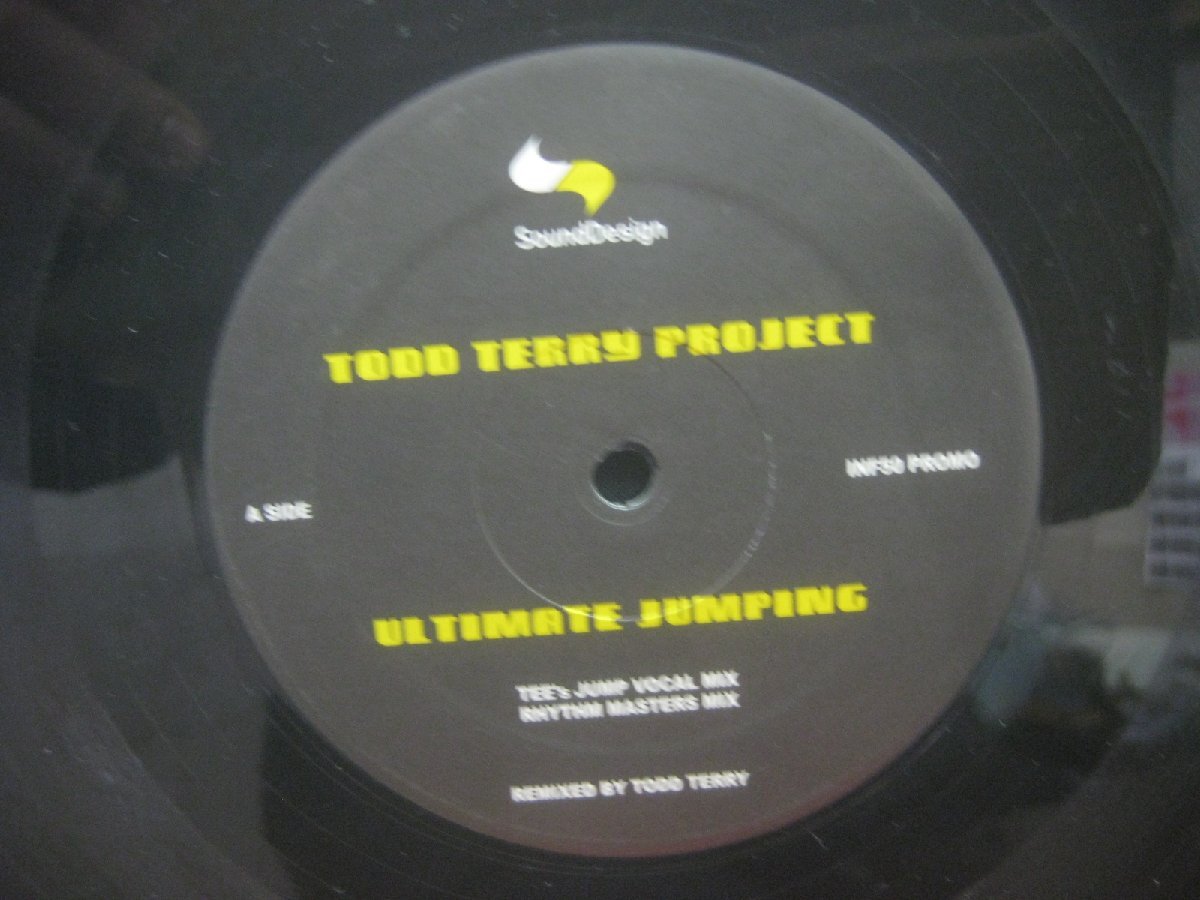 SoundDesign
TODD TERRY PROJECT
INF50 PROMO
A SIDE
ULTIMATE JUMPING
TEE's JUMP VOCAL MIX
RHYTHM MASTERS MIX
REMIXED BY TODD TERRY